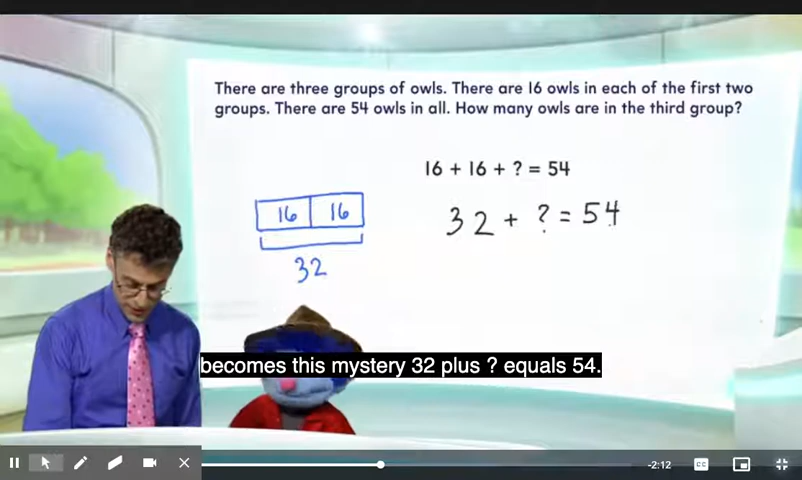 There are three groups of owls. There are 16 owls in each of the first two
groups. There are 54 owls in all. How many owls are in the third group?
16 + 16 + ? = 54
16 16
32 + ? = 54
32
becomes this mystery 32 plus ? equals 54.
-2:12
CC